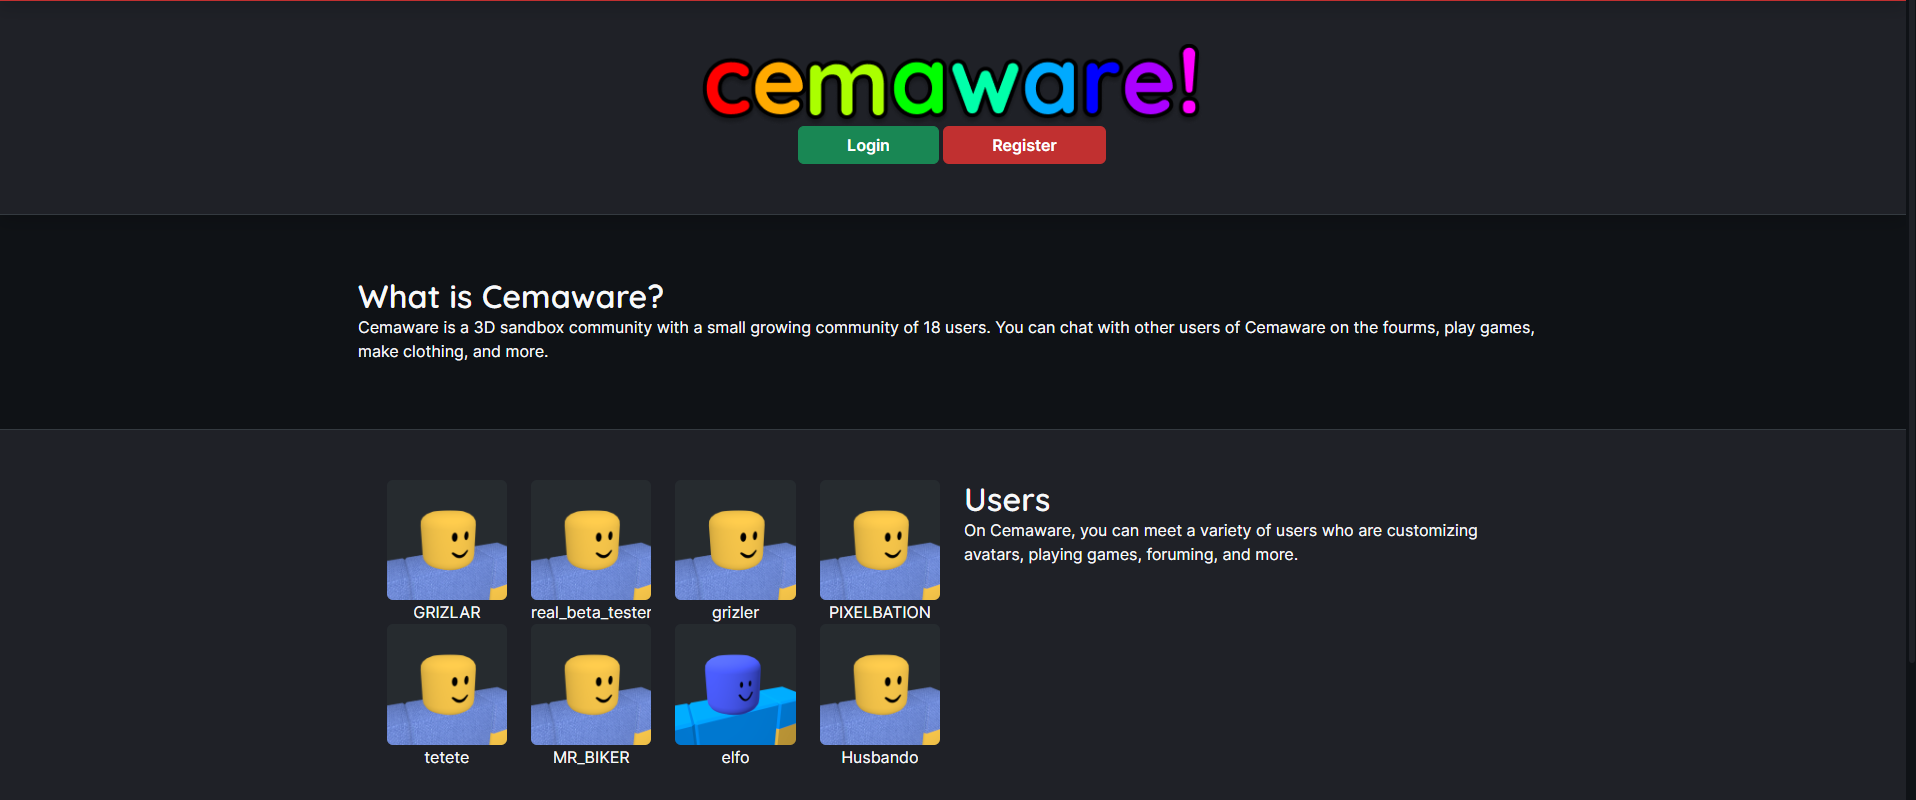 cemaware!
Login
Register
What is Cemaware?
Cemaware is a 3D sandbox community with a small growing community of 18 users. You can chat with other users of Cemaware on the fourms, play games,
make clothing, and more.
Users
On Cemaware, you can meet a variety of users who are customizing
avatars, playing games, foruming, and more.
GRIZLAR
real_beta_tester
grizler
PIXELBATION
tetete
MR_BIKER
elfo
Husbando